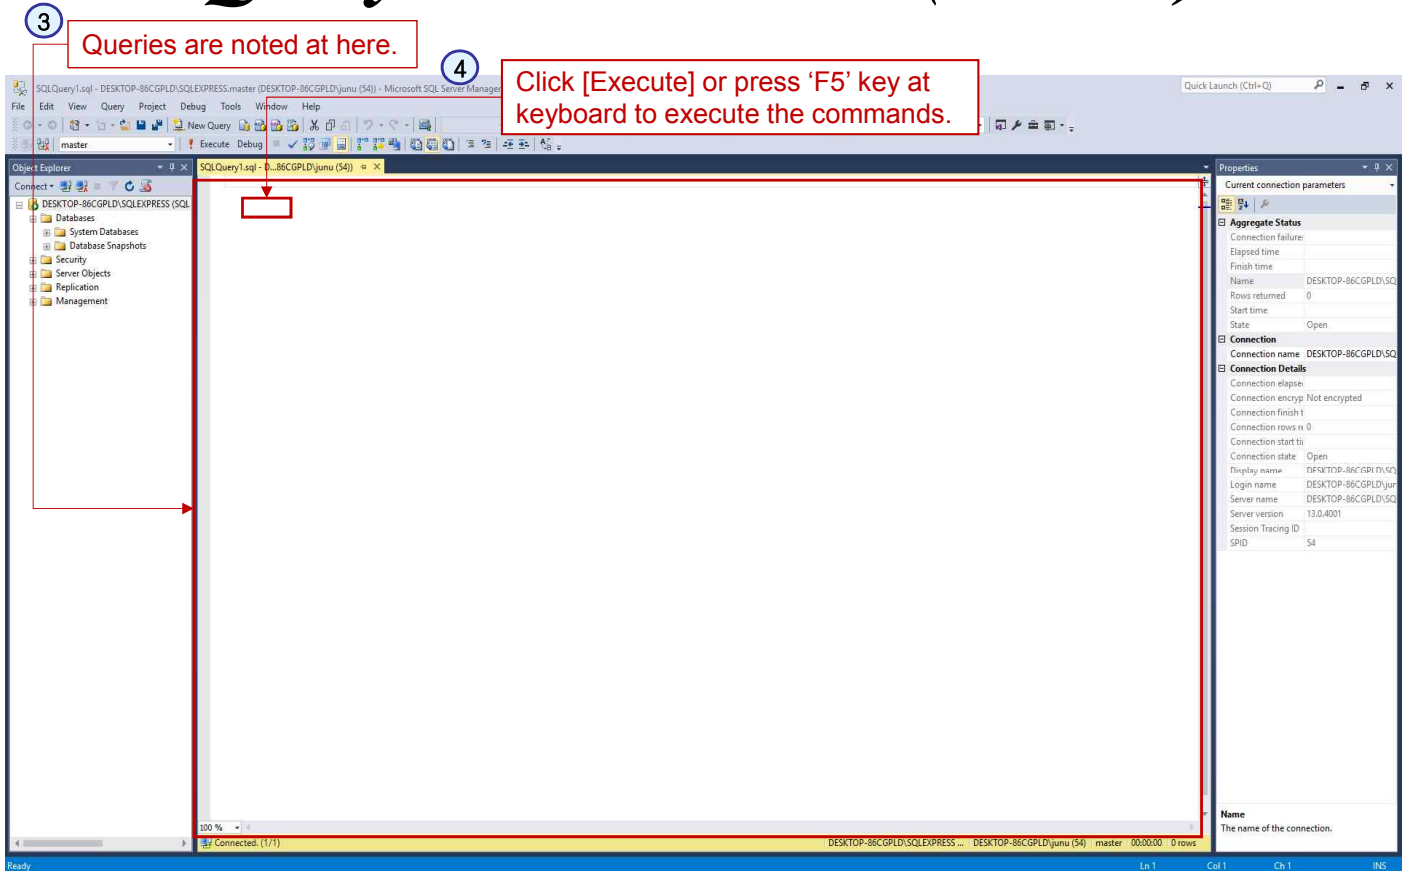 3
Queries are noted at here.
4
Click [Execute] or press ‘F5’ key at
keyboard to execute the commands.
SQLQuery1.sql - DESKTOP-86CGPLD\SQLEXPRESS.master (DESKTOP-86CGPLD\junu (54)) - Microsoft SQL Server Manager
Quick Launch (Ctrl+Q)
File Edit View Query Project Debug Tools Window Help
New Query
master
Execute Debug
Object Explorer
SQLQuery1.sql - D...86CGPLD\junu (54))
Properties
Connect
Current connection parameters
DESKTOP-86CGPLD\SQLEXPRESS (SQL
Databases
System Databases
Database Snapshots
Security
Server Objects
Replication
Management
Aggregate Status
Connection failure
Elapsed time
Finish time
Name DESKTOP-86CGPLD\SQ
Rows returned 0
Start time
State Open
Connection
Connection name DESKTOP-86CGPLD\SQ
Connection Details
Connection elapse
Connection encryp Not encrypted
Connection finish t
Connection rows r 0
Connection start ti
Connection state Open
Display name DESKTOP-86CGPLD\SQ
Login name DESKTOP-86CGPLD\jun
Server name DESKTOP-86CGPLD\SQ
Server version 13.0.4001
Session Tracing ID
SPID 54
Name
The name of the connection.
100 %
Connected. (1/1)
DESKTOP-86CGPLD\SQLEXPRESS ... DESKTOP-86CGPLD\junu (54) master 00:00:00 0 rows
Ready
Ln 1 Col 1 Ch 1 INS